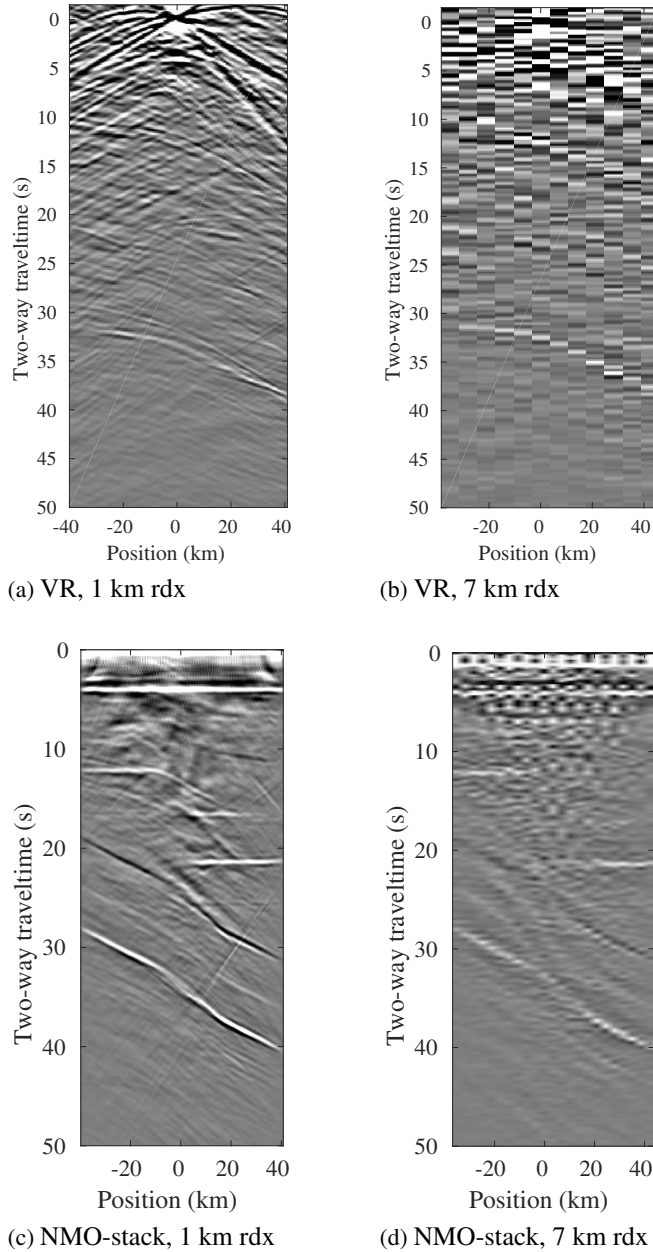 0
5
10
15
20
25
30
35
40
45
50
Two-way traveltime (s)
-40 -20 0 20 40
Position (km)
(a) VR, 1 km rdx
0
5
10
15
20
25
30
35
40
45
50
Two-way traveltime (s)
-20 0 20 40
Position (km)
(b) VR, 7 km rdx
0
10
20
30
40
50
Two-way traveltime (s)
-20 0 20 40
Position (km)
(c) NMO-stack, 1 km rdx
0
10
20
30
40
50
Two-way traveltime (s)
-20 0 20 40
Position (km)
(d) NMO-stack, 7 km rdx